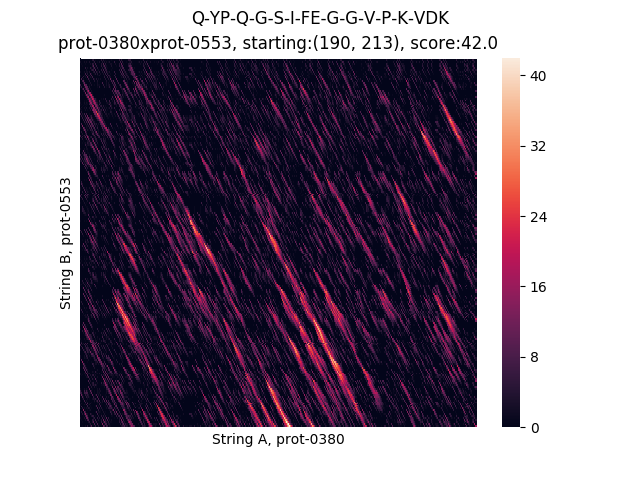 Q-YP-Q-G-S-I-FE-G-G-V-P-K-VDK
prot-0380xprot-0553, starting:(190, 213), score:42.0
40
32
24
16
8
0
String B, prot-0553
String A, prot-0380